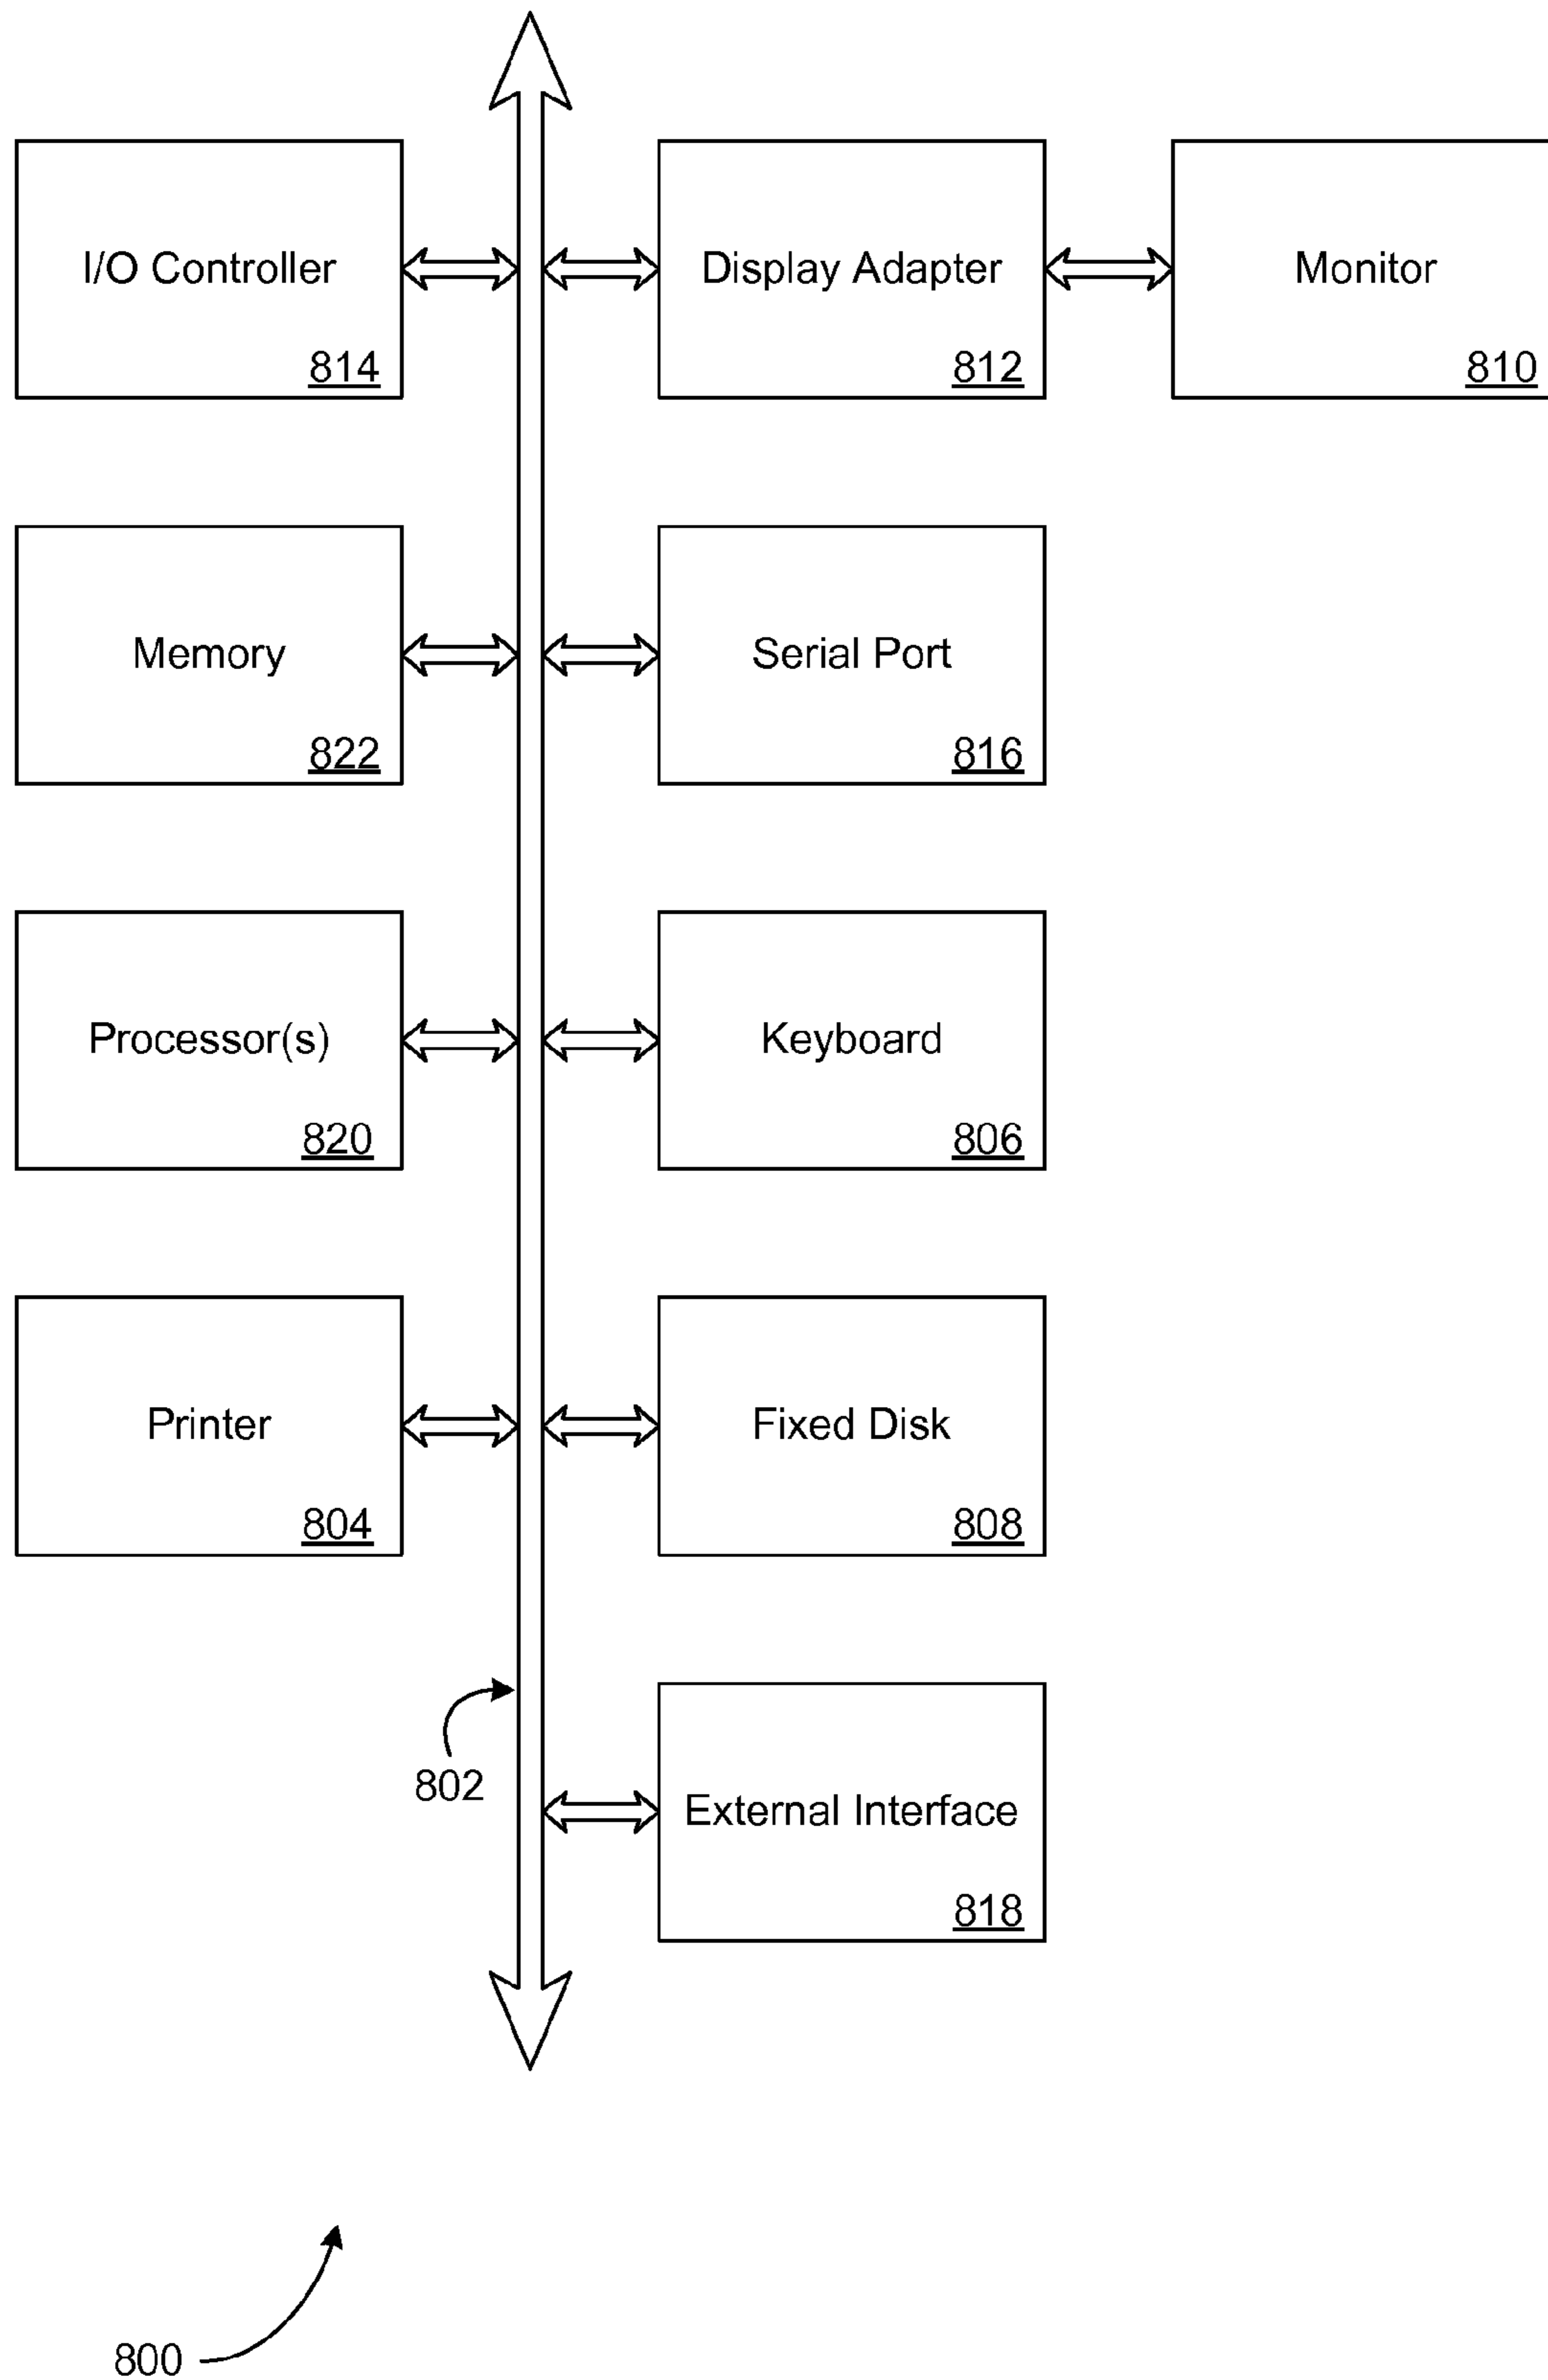 I/O Controller
814
Display Adapter
812
Monitor
810
Memory
822
Serial Port
816
Processor(s)
820
Keyboard
806
Printer
804
Fixed Disk
808
802
External Interface
818
800